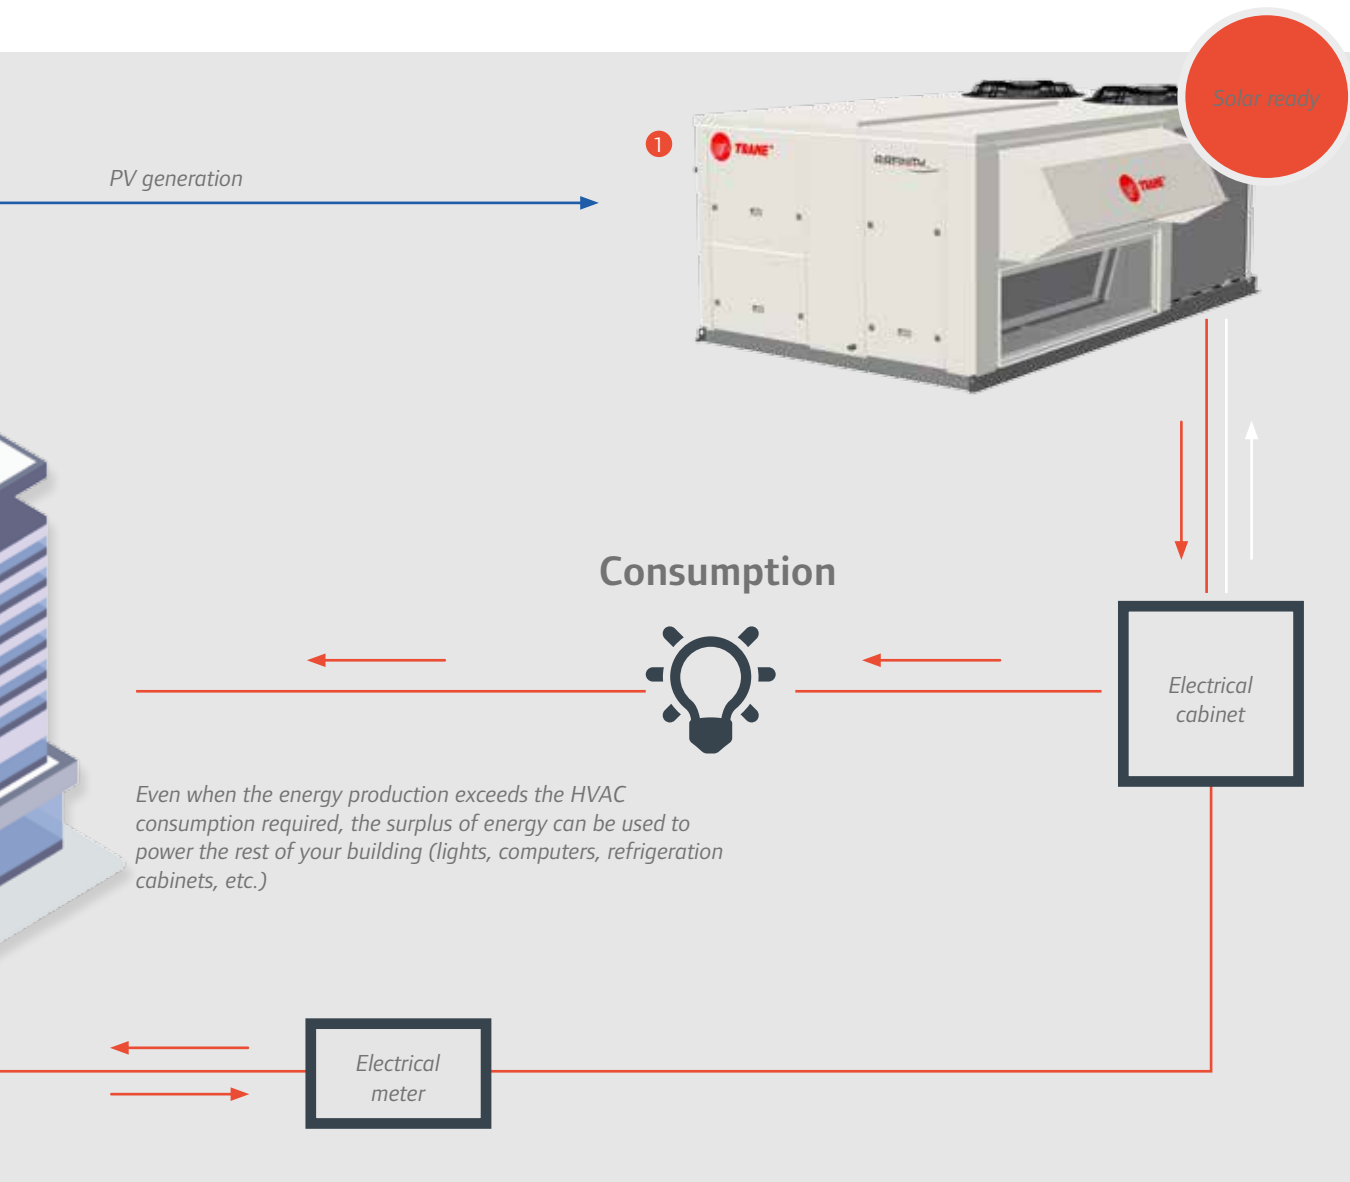 Solar ready
1
TRANE
AIRFINITY
TRANE
PV generation
Consumption
Electrical
cabinet
Even when the energy production exceeds the HVAC
consumption required, the surplus of energy can be used to
power the rest of your building (lights, computers, refrigeration
cabinets, etc.)
Electrical
meter